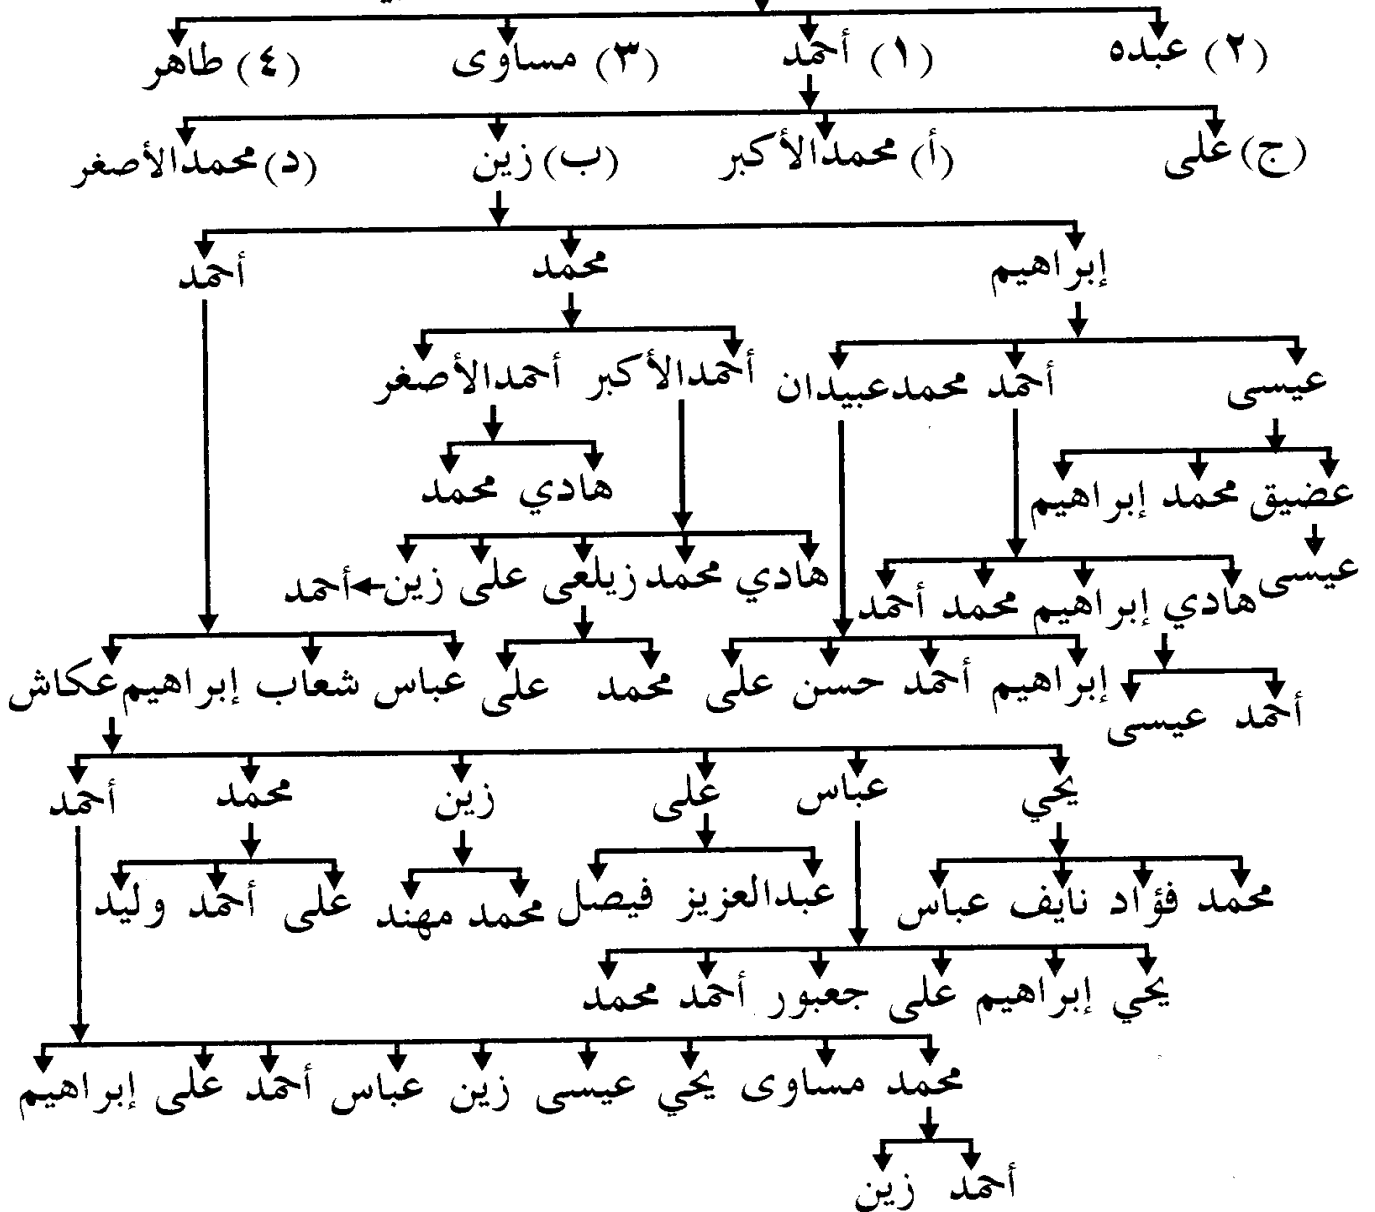 (٢) عبده (١) أحمد (٣) مساوى (٤) طاهر
(ج) على (أ) محمدالأكبر (ب) زين (د) محمدالأصغر
إبراهيم محمد أحمد
عيسى أحمد محمدعبيدان أحمدالأكبر أحمدالأصغر
عضيق محمد إبراهيم هادي محمد
عيسى هادي إبراهيم محمد أحمد هادي محمد زيلعى على زين أحمد
أحمد عيسى إبراهيم أحمد حسن على محمد على عباس شعاب إبراهيم عكاش
يحي عباس على زين محمد أحمد
محمد فؤاد نايف عباس عبدالعزيز فيصل محمد مهند على أحمد وليد
يحي إبراهيم على جعبور أحمد محمد
محمد مساوى يحي عيسى زين عباس أحمد على إبراهيم
أحمد زين